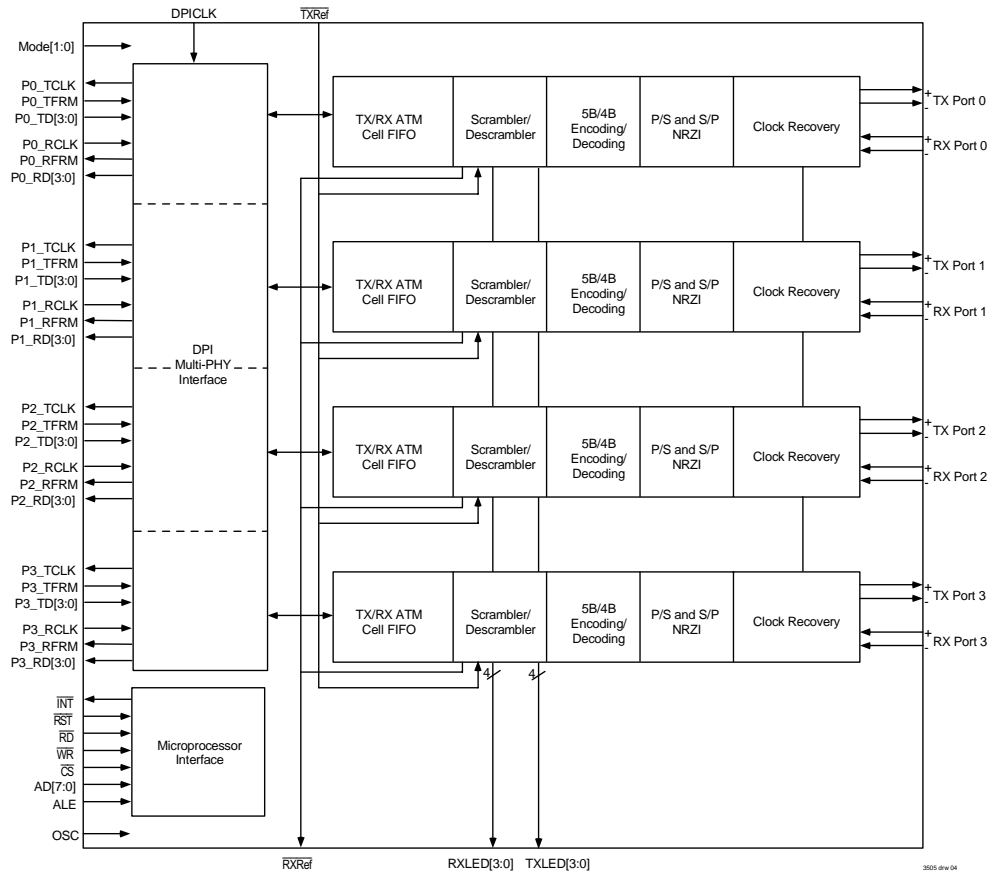 DPICLK
TXRef
Mode[1:0]
P0_TCLK
P0_TFRM
P0_TD[3:0]
P0_RCLK
P0_RFRM
P0_RD[3:0]
TX/RX ATM
Cell FIFO
Scrambler/
Descrambler
5B/4B
Encoding/
Decoding
P/S and S/P
NRZI
Clock Recovery
+
-
TX Port 0
+
-
RX Port 0
P1_TCLK
P1_TFRM
P1_TD[3:0]
P1_RCLK
P1_RFRM
P1_RD[3:0]
TX/RX ATM
Cell FIFO
Scrambler/
Descrambler
5B/4B
Encoding/
Decoding
P/S and S/P
NRZI
Clock Recovery
+
-
TX Port 1
+
-
RX Port 1
DPI
Multi-PHY
Interface
P2_TCLK
P2_TFRM
P2_TD[3:0]
P2_RCLK
P2_RFRM
P2_RD[3:0]
TX/RX ATM
Cell FIFO
Scrambler/
Descrambler
5B/4B
Encoding/
Decoding
P/S and S/P
NRZI
Clock Recovery
+
-
TX Port 2
+
-
RX Port 2
P3_TCLK
P3_TFRM
P3_TD[3:0]
P3_RCLK
P3_RFRM
P3_RD[3:0]
TX/RX ATM
Cell FIFO
Scrambler/
Descrambler
5B/4B
Encoding/
Decoding
P/S and S/P
NRZI
Clock Recovery
+
-
TX Port 3
+
-
RX Port 3
4
4
INT
RST
RD
WR
CS
AD[7:0]
ALE
Microprocessor
Interface
OSC
RXRef
RXLED[3:0]
TXLED[3:0]
3505 drw 04